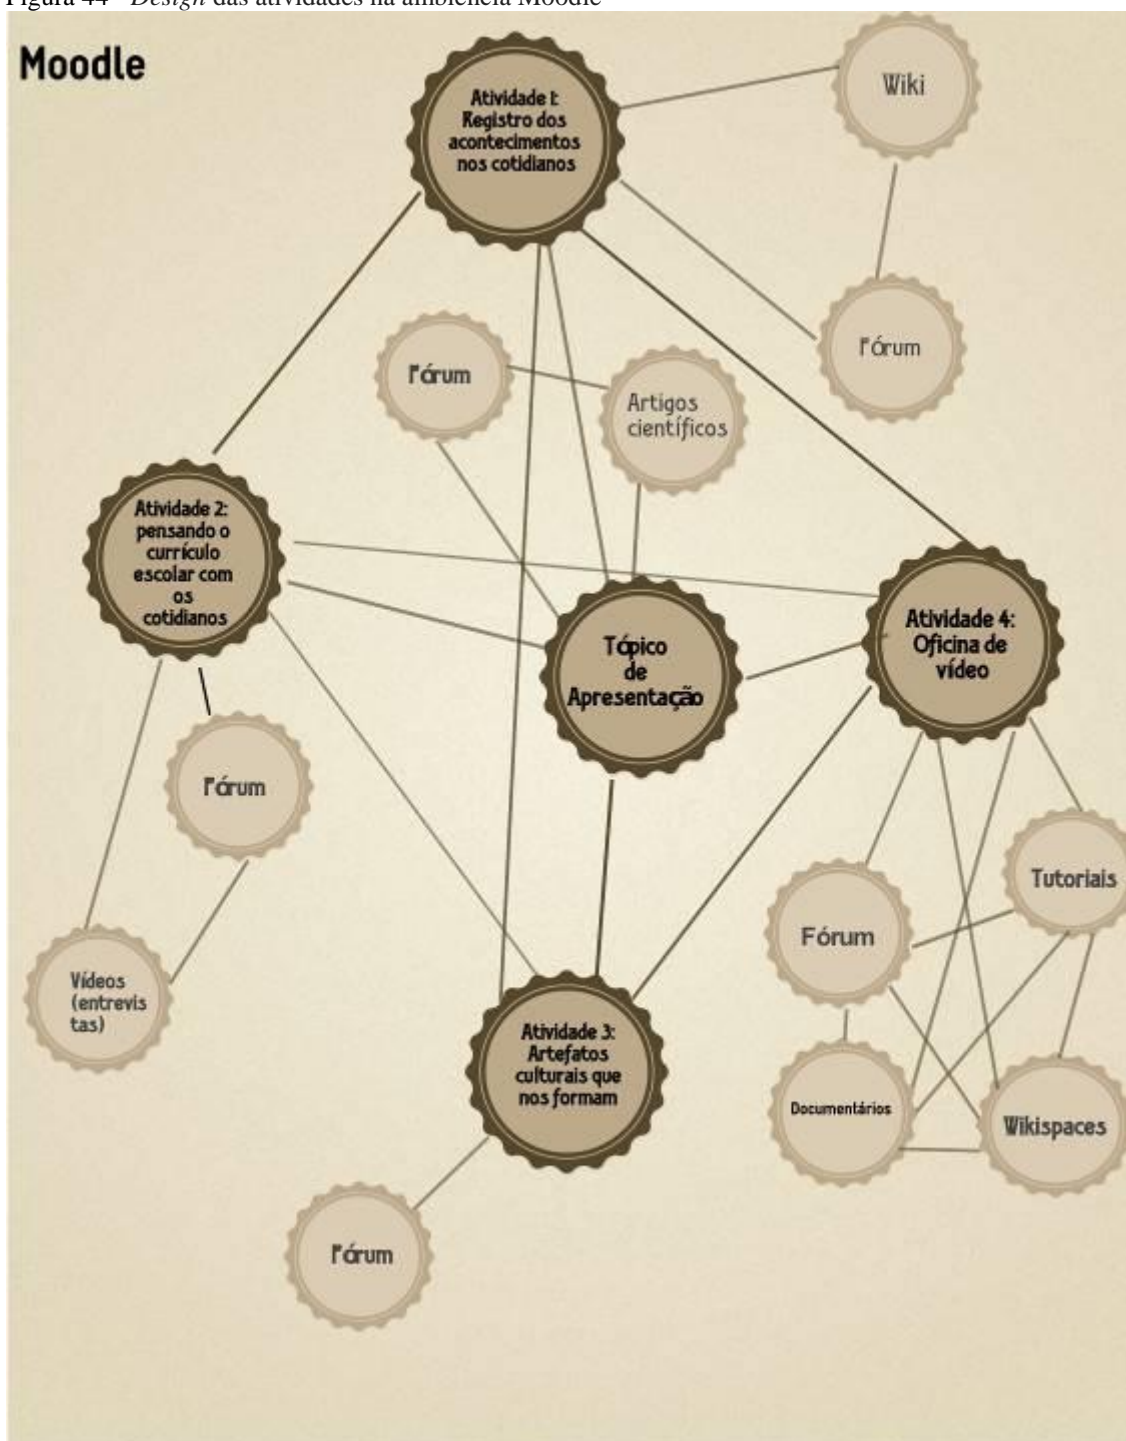 Figura 44 - Design das atividades na ambiência Moodle
Moodle
Atividade 1:
Registro dos
acontecimentos
nos cotidianos
Wiki
Fórum
Fórum
Artigos
científicos
Atividade 2:
pensando o
currículo
escolar com
os
cotidianos
Tópico
de
Apresentação
Atividade 4:
Oficina de
vídeo
Fórum
Tutoriais
Fórum
Vídeos
(entrevis
tas)
Atividade 3:
Artefatos
culturais que
nos formam
Documentários
Wikispaces
Fórum